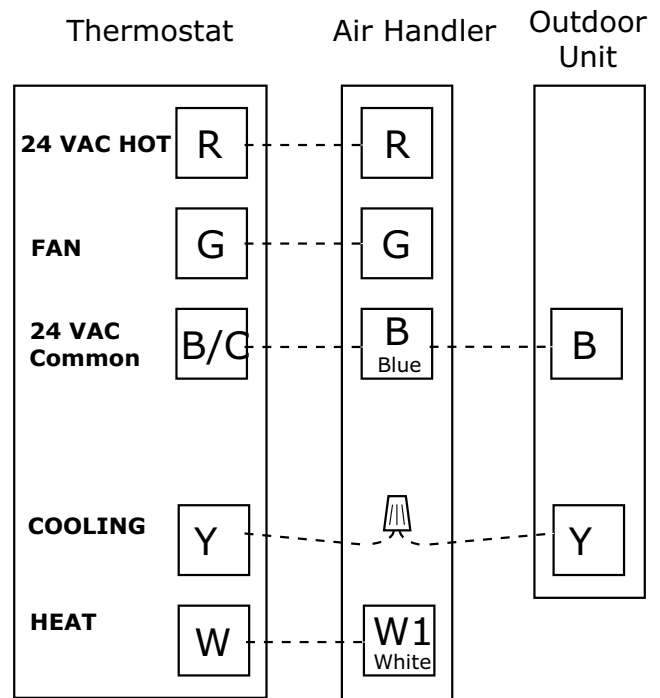 Thermostat
Air Handler
Outdoor
Unit
24 VAC HOT
R
R
FAN
G
G
24 VAC
Common
B/C
B
Blue
B
COOLING
Y
Y
HEAT
W
W1
White